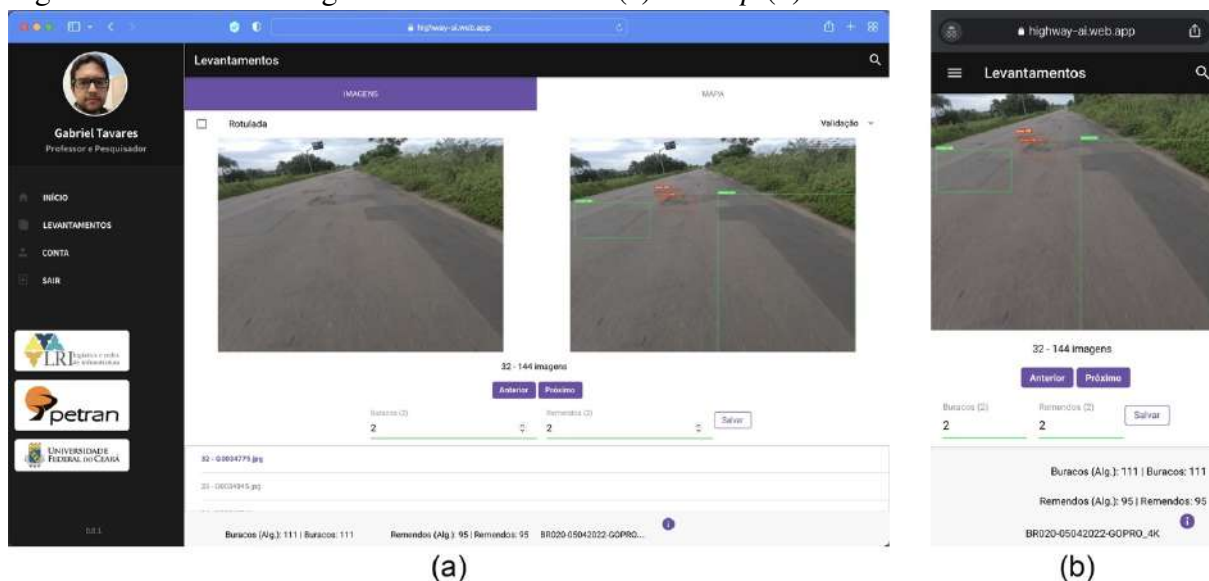 highway-ai.web.app
Levantamentos
IMAGENS
MAPA
Rotulada
Validação
Gabriel Tavares
Professor e Pesquisador
INÍCIO
LEVANTAMENTOS
CONTA
SAIR
LRI
petran
UNIVERSIDADE
FEDERAL DO CEARÁ
0.0.1
32 - 144 imagens
Anterior Próximo
Buracos (2)
Remendos (2)
2
2
Salvar
32 - G0034775.jpg
Buracos (Alg.): 111 | Buracos: 111
Remendos (Alg.): 95 | Remendos: 95
BR020-05042022-GOPRO...
(a)
highway-ai.web.app
Levantamentos
32 - 144 imagens
Anterior Próximo
Buracos (2)
Remendos (2)
2
2
Salvar
Buracos (Alg.): 111 | Buracos: 111
Remendos (Alg.): 95 | Remendos: 95
BR020-05042022-GOPRO_4K
(b)